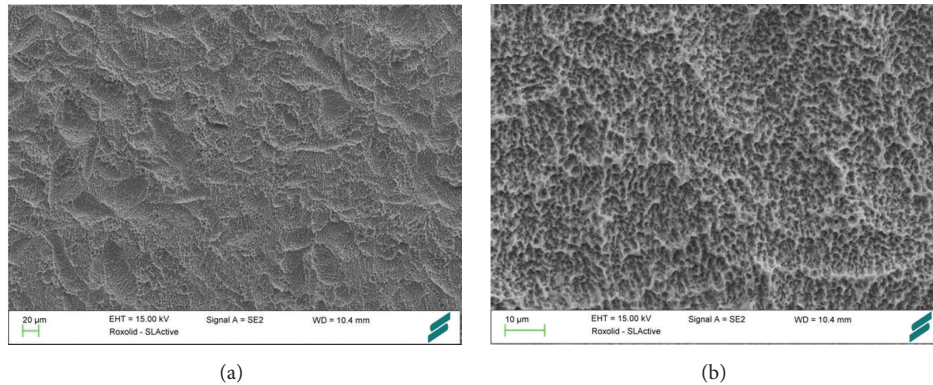 20 µm EHT = 15.00 kV Signal A = SE2 WD = 10.4 mm
Roxolid - SLActive
(a)
10 µm EHT = 15.00 kV Signal A = SE2 WD = 10.4 mm
Roxolid - SLActive
(b)